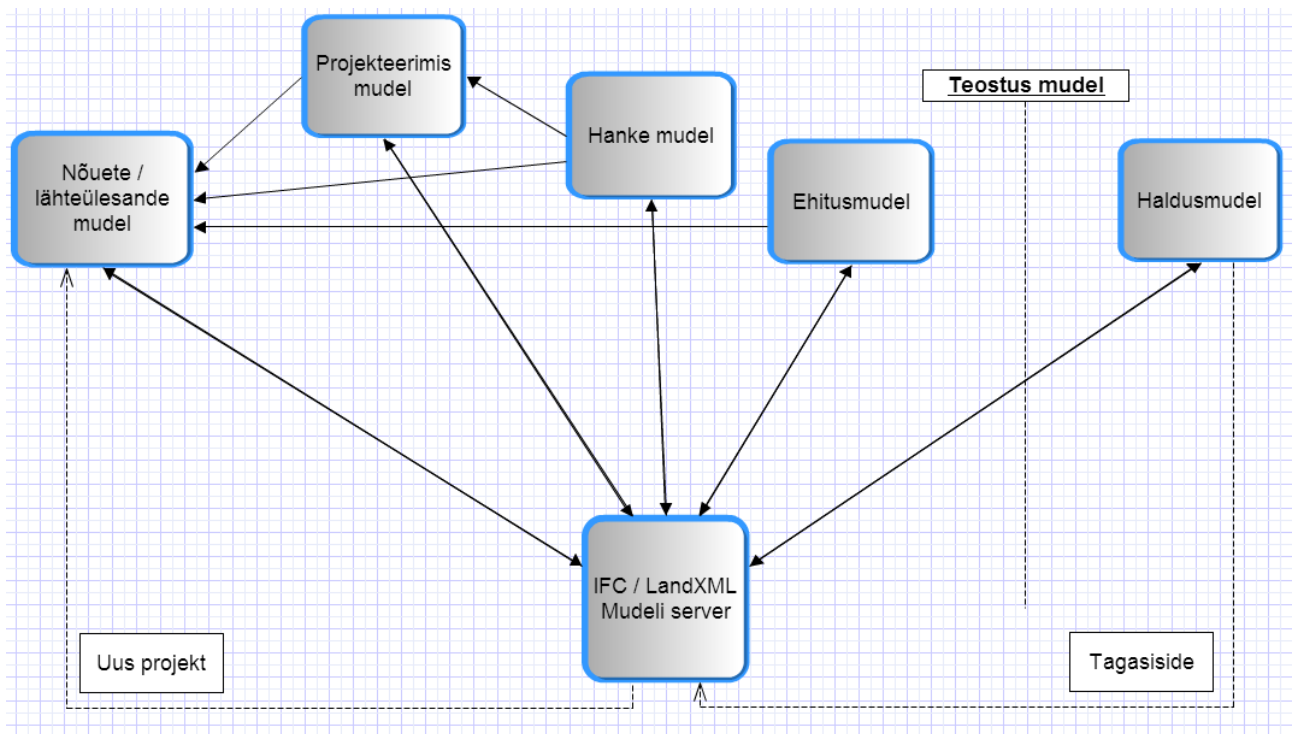 Projekteerimis
mudel
Hanke mudel
Teostus mudel
Nõuete /
lähteülesande
mudel
Ehitusmudel
Haldusmudel
IFC / LandXML
Mudeli server
Uus projekt
Tagasiside